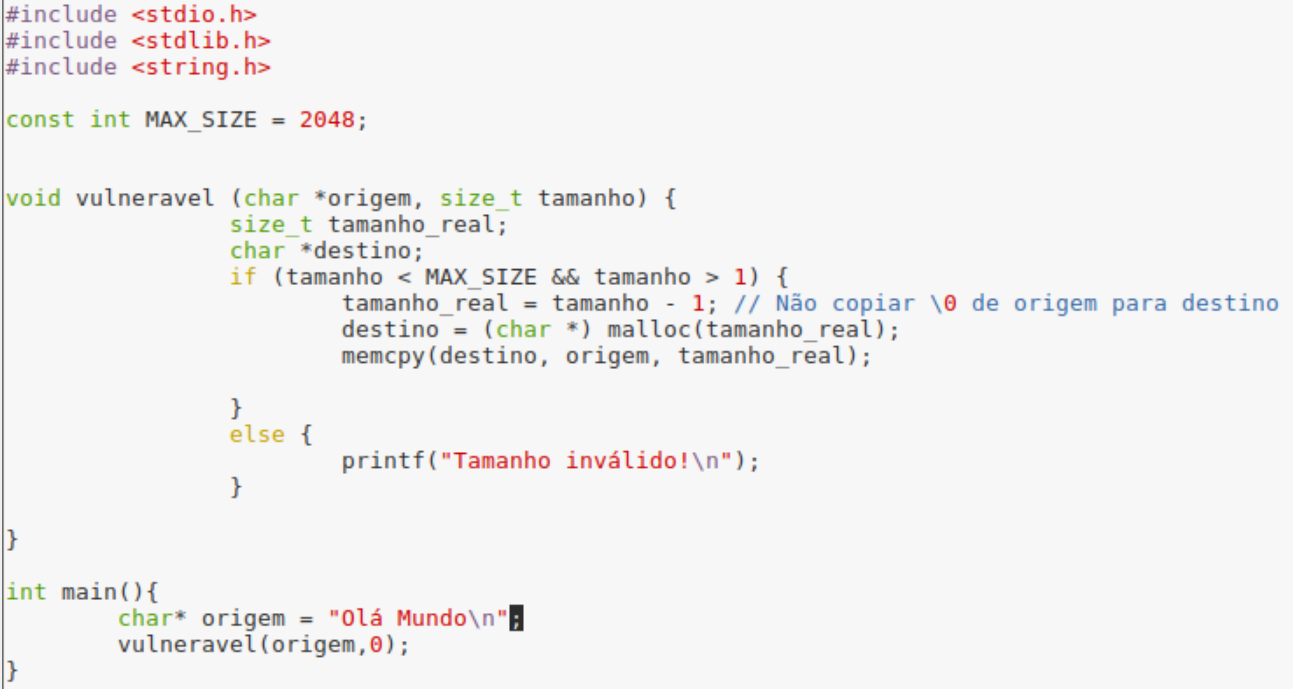 #include <stdio.h>
#include <stdlib.h>
#include <string.h>
const int MAX_SIZE = 2048;
void vulneravel (char *origem, size_t tamanho) {
size_t tamanho_real;
char *destino;
if (tamanho < MAX_SIZE && tamanho > 1) {
tamanho_real = tamanho - 1; // Não copiar \0 de origem para destino
destino = (char *) malloc(tamanho_real);
memcpy(destino, origem, tamanho_real);
}
else {
printf("Tamanho inválido!\n");
}
}
int main(){
char* origem = "Olá Mundo\n";
vulneravel(origem,0);
}